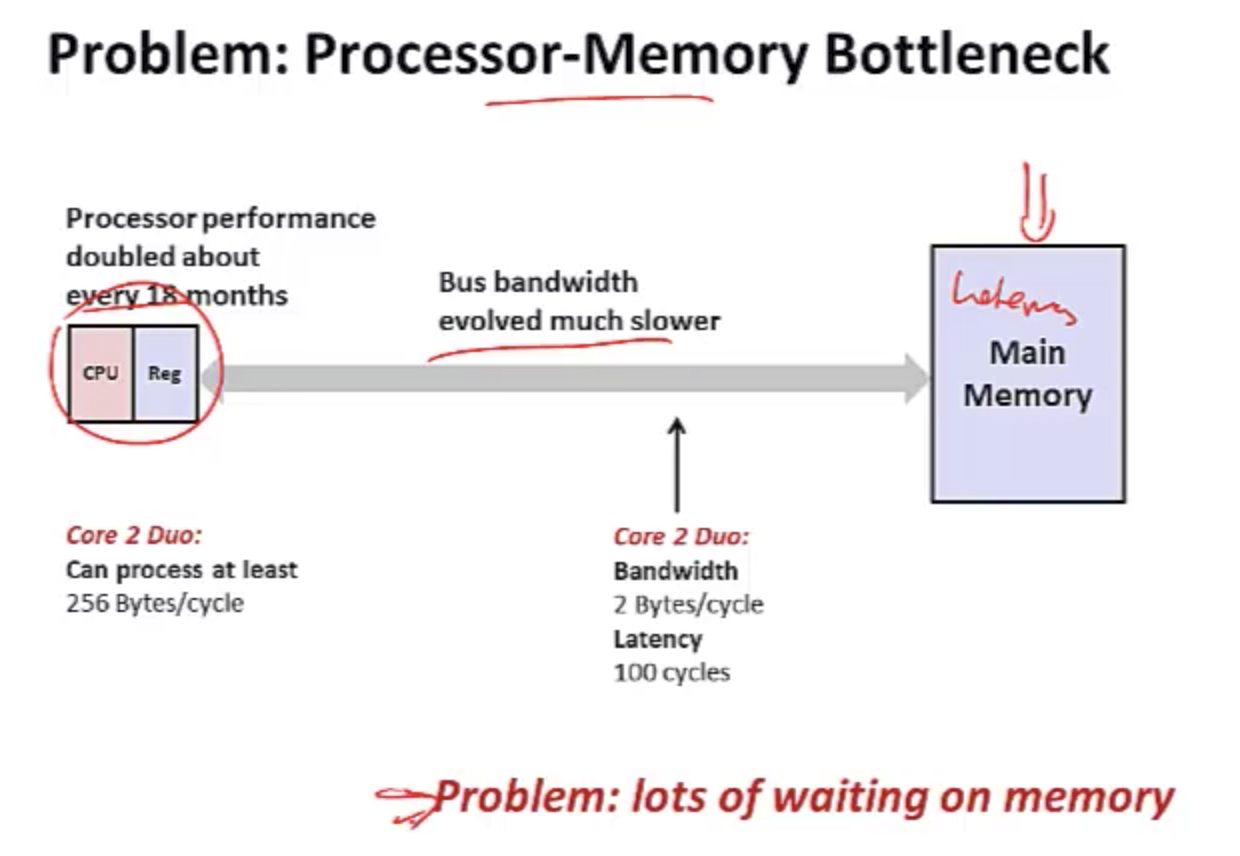 Problem: Processor-Memory Bottleneck
Processor performance
doubled about
every 18 months
Bus bandwidth
evolved much slower
CPU
Reg
Latency
Main
Memory
Core 2 Duo:
Can process at least
256 Bytes/cycle
Core 2 Duo:
Bandwidth
2 Bytes/cycle
Latency
100 cycles
Problem: lots of waiting on memory